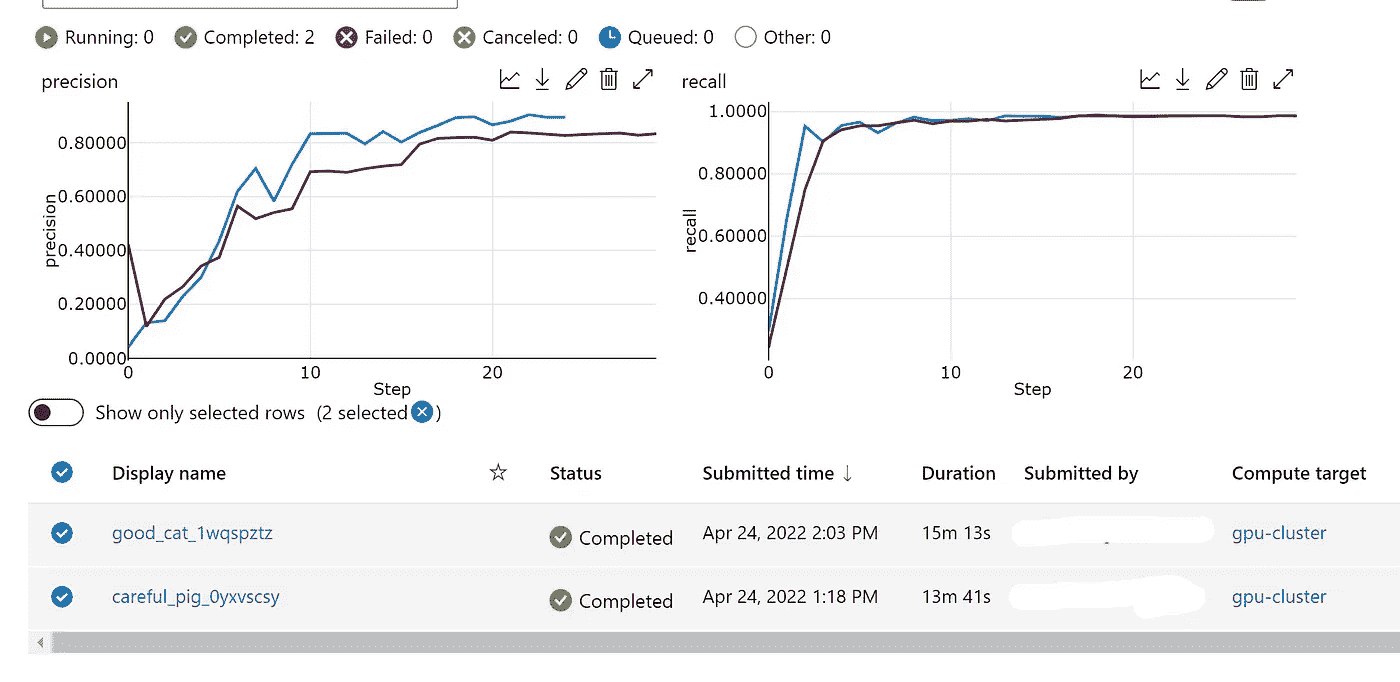 Running: 0 Completed: 2 Failed: 0 Canceled: 0 Queued: 0 Other: 0
precision
0.80000
0.60000
0.40000
0.20000
0.0000
precision
0 10 20
Step
recall
1.0000
0.80000
0.60000
0.40000
recall
0 10 20
Step
Show only selected rows (2 selected )
Display name Status Submitted time ↓ Duration Submitted by Compute target
good_cat_1wqspztz Completed Apr 24, 2022 2:03 PM 15m 13s gpu-cluster
careful_pig_0yxvscsy Completed Apr 24, 2022 1:18 PM 13m 41s gpu-cluster